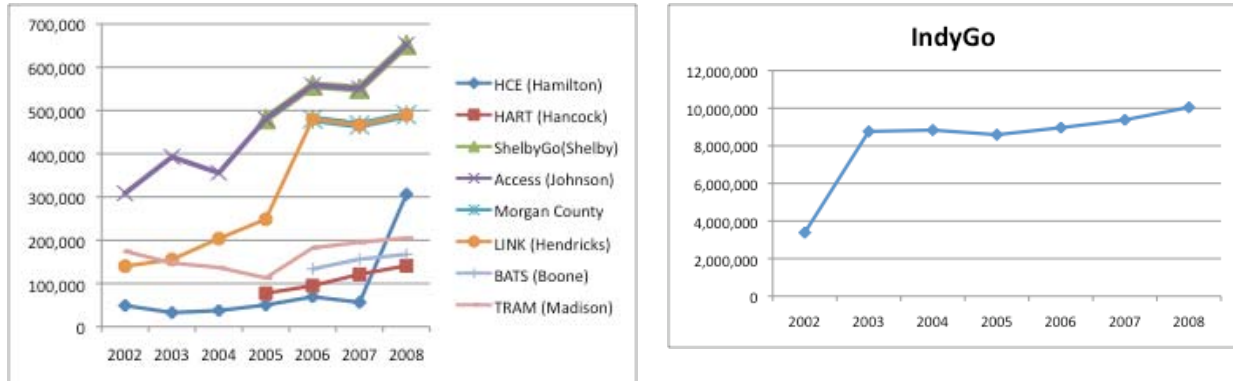 700,000
600,000
500,000
400,000
300,000
200,000
100,000
0
2002 2003 2004 2005 2006 2007 2008
HCE (Hamilton)
HART (Hancock)
ShelbyGo(Shelby)
Access (Johnson)
Morgan County
LINK (Hendricks)
BATS (Boone)
TRAM (Madison)
IndyGo
12,000,000
10,000,000
8,000,000
6,000,000
4,000,000
2,000,000
0
2002 2003 2004 2005 2006 2007 2008